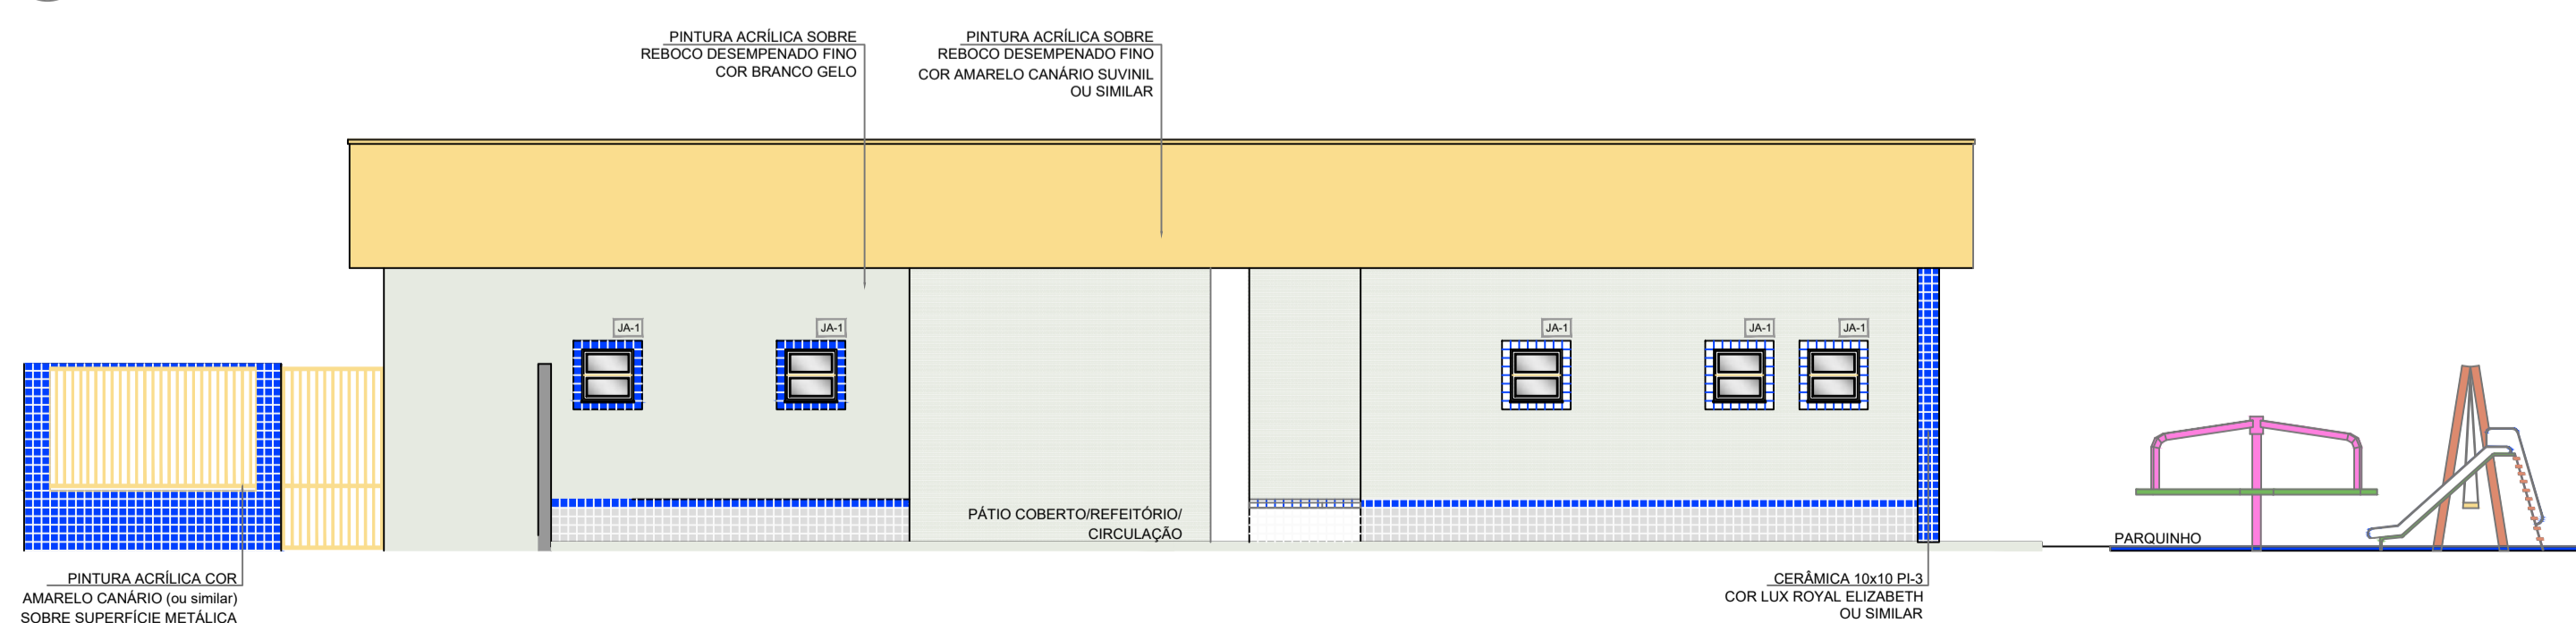 PINTURA ACRÍLICA SOBRE
REBOCO DESEMPENADO FINO
COR BRANCO GELO
PINTURA ACRÍLICA SOBRE
REBOCO DESEMPENADO FINO
COR AMARELO CANÁRIO SUVINIL
OU SIMILAR
JA-1
JA-1
JA-1
JA-1
JA-1
PÁTIO COBERTO/REFEITÓRIO/
CIRCULAÇÃO
PARQUINHO
PINTURA ACRÍLICA COR
AMARELO CANÁRIO (ou similar)
SOBRE SUPERFÍCIE METÁLICA
CERÂMICA 10x10 PI-3
COR LUX ROYAL ELIZABETH
OU SIMILAR